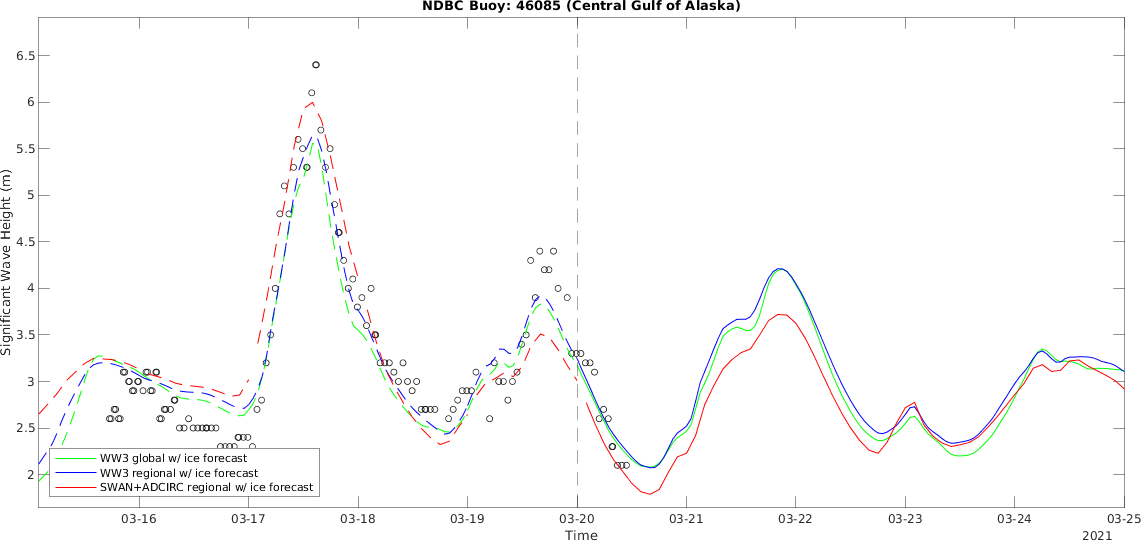 NDBC Buoy: 46085 (Central Gulf of Alaska)
Significant Wave Height (m)
6.5
6
5.5
5
4.5
4
3.5
3
2.5
2
WW3 global w/ ice forecast
WW3 regional w/ ice forecast
SWAN+ADCIRC regional w/ ice forecast
03-16 03-17 03-18 03-19 03-20 03-21 03-22 03-23 03-24 03-25
Time
2021